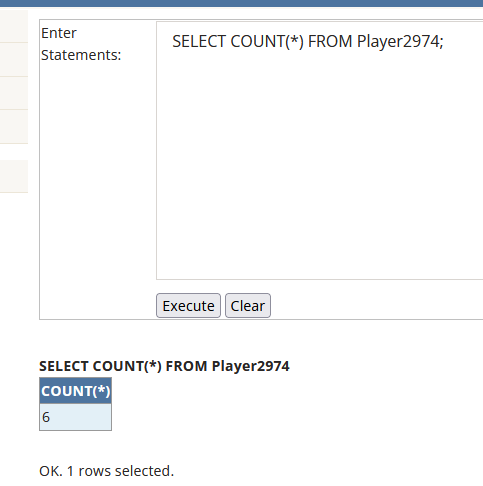 Enter
Statements:
SELECT COUNT(*) FROM Player2974;
Execute
Clear
SELECT COUNT(*) FROM Player2974
COUNT(*)
6
OK. 1 rows selected.